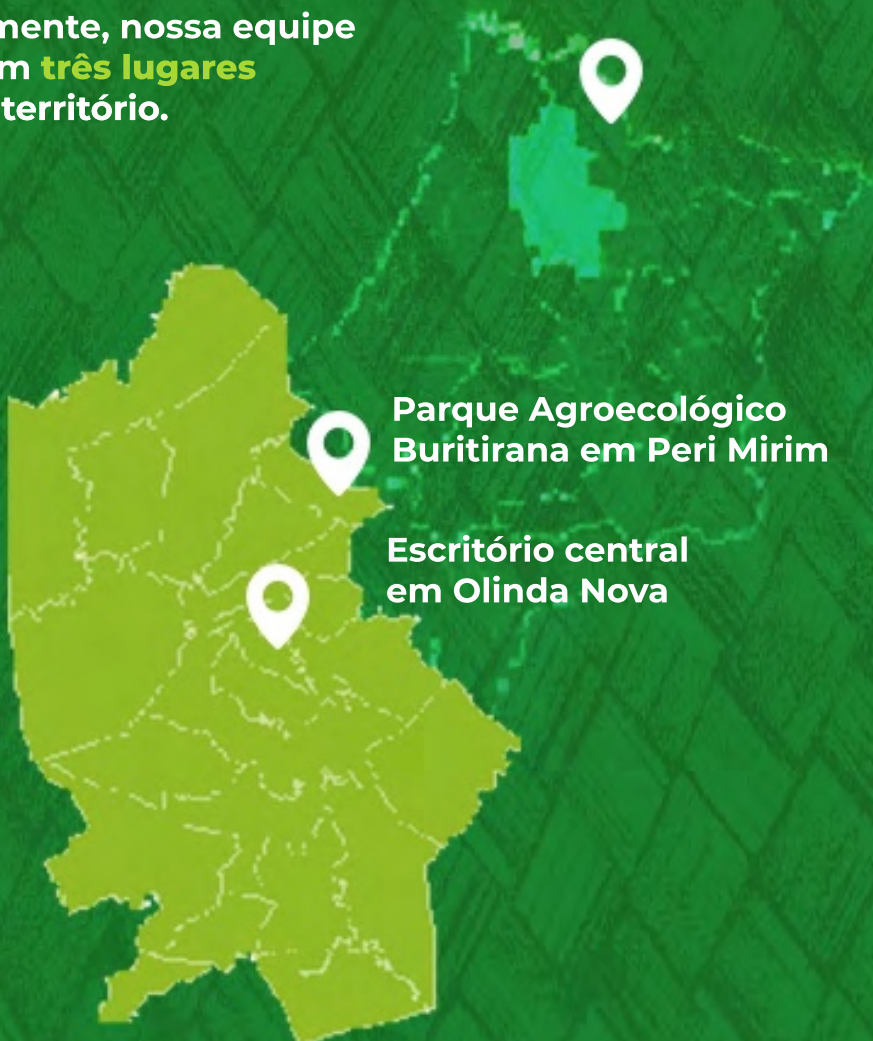 mente, nossa equipe
m três lugares
território.
Parque Agroecológico
Buritirana em Peri Mirim
Escritório central
em Olinda Nova